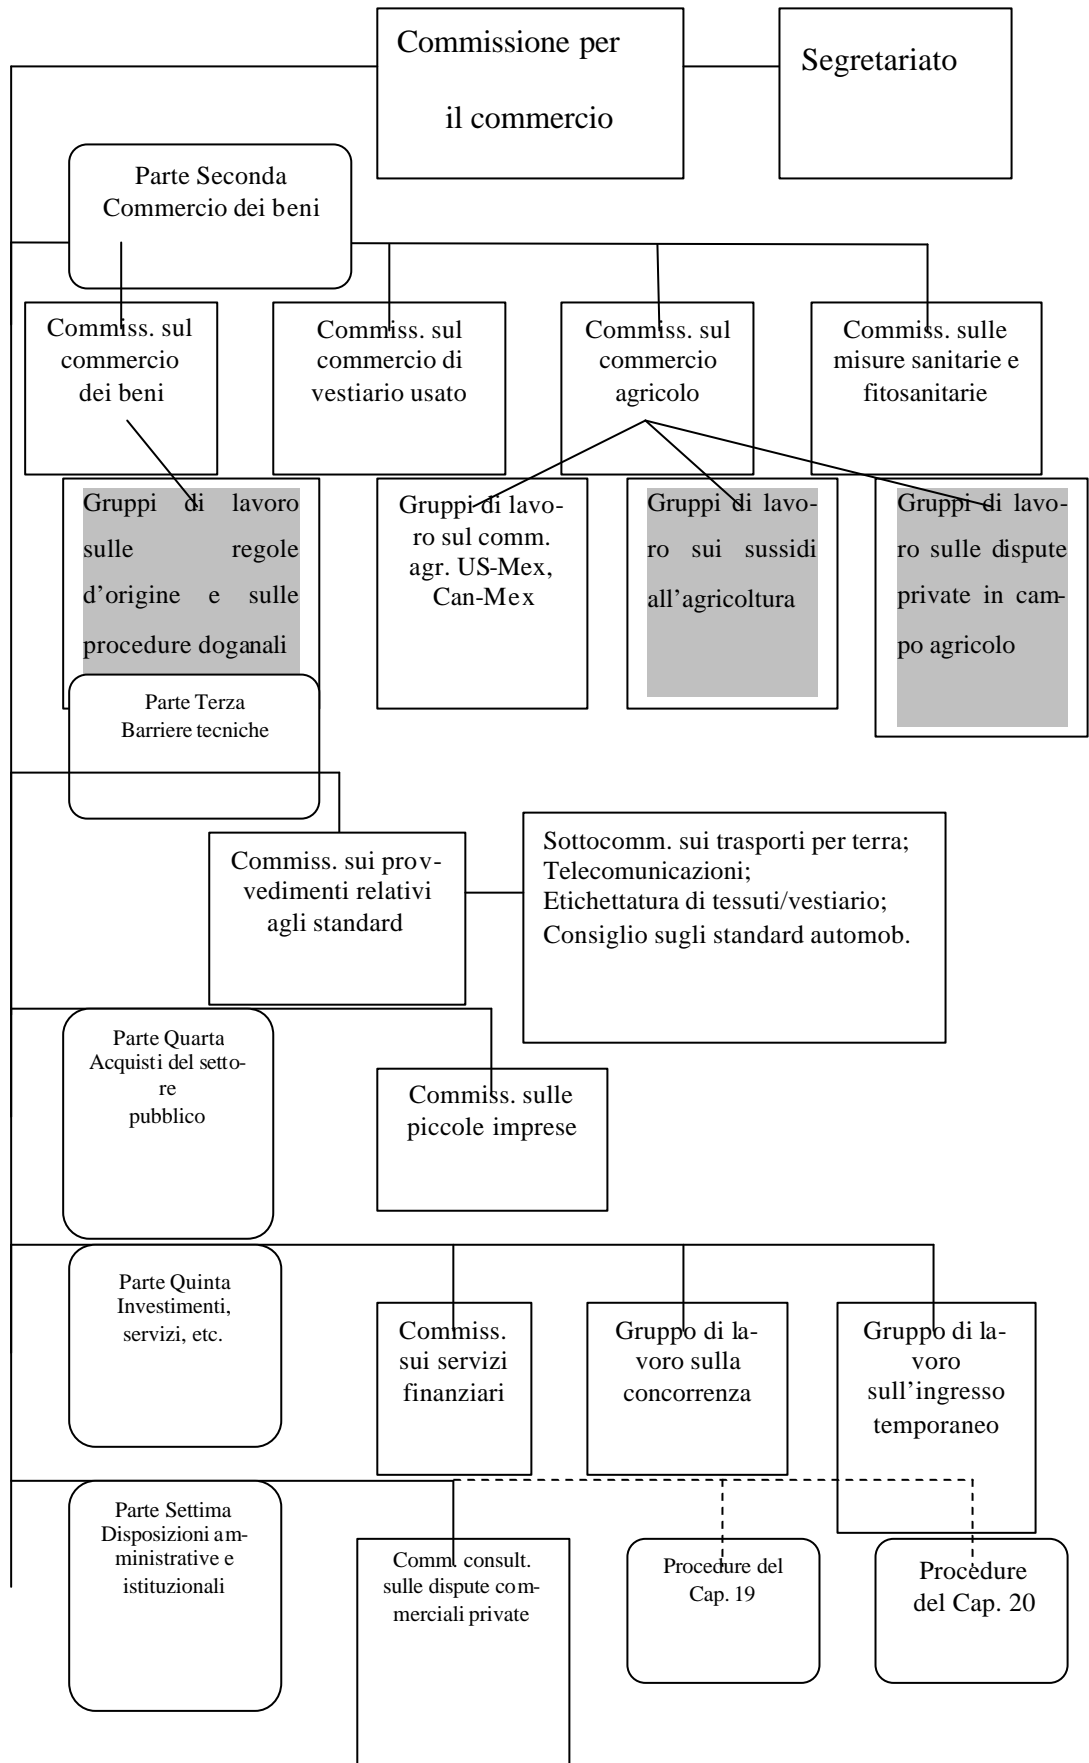 Commissione per
il commercio
Segretariato
Parte Seconda
Commercio dei beni
Commiss. sul
commercio
dei beni
Commiss. sul
commercio di
vestiario usato
Commiss. sul
commercio
agricolo
Commiss. sulle
misure sanitarie e
fitosanitarie
Gruppi di lavoro
sulle regole
d’origine e sulle
procedure doganali
Gruppi di lavo-
ro sul comm.
agr. US-Mex,
Can-Mex
Gruppi di lavo-
ro sui sussidi
all’agricoltura
Gruppi di lavo-
ro sulle dispute
private in cam-
po agricolo
Parte Terza
Barriere tecniche
Commiss. sui prov-
vedimenti relativi
agli standard
Sottocomm. sui trasporti per terra;
Telecomunicazioni;
Etichettatura di tessuti/vestiario;
Consiglio sugli standard automob.
Parte Quarta
Acquisti del setto-
re
pubblico
Commiss. sulle
piccole imprese
Parte Quinta
Investimenti,
servizi, etc.
Commiss.
sui servizi
finanziari
Gruppo di la-
voro sulla
concorrenza
Gruppo di la-
voro
sull’ingresso
temporaneo
Parte Settima
Disposizioni am-
ministrative e
istituzionali
Comm. consult.
sulle dispute com-
merciali private
Procedure del
Cap. 19
Procedure
del Cap. 20